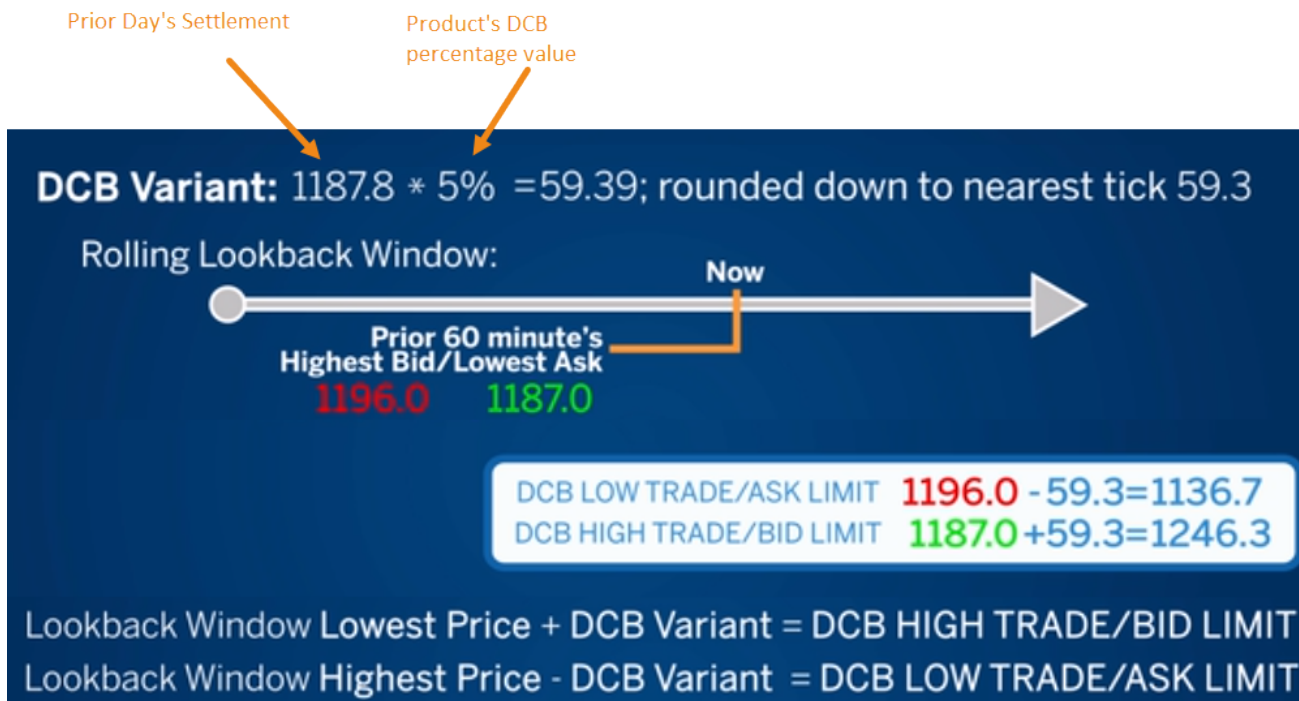 Prior Day's Settlement
Product's DCB
percentage value
DCB Variant: 1187.8 * 5% =59.39; rounded down to nearest tick 59.3
Rolling Lookback Window:
Now
Prior 60 minute's
Highest Bid/Lowest Ask
1196.0 1187.0
DCB LOW TRADE/ASK LIMIT 1196.0 -59.3=1136.7
DCB HIGH TRADE/BID LIMIT 1187.0+59.3=1246.3
Lookback Window Lowest Price + DCB Variant = DCB HIGH TRADE/BID LIMIT
Lookback Window Highest Price - DCB Variant = DCB LOW TRADE/ASK LIMIT